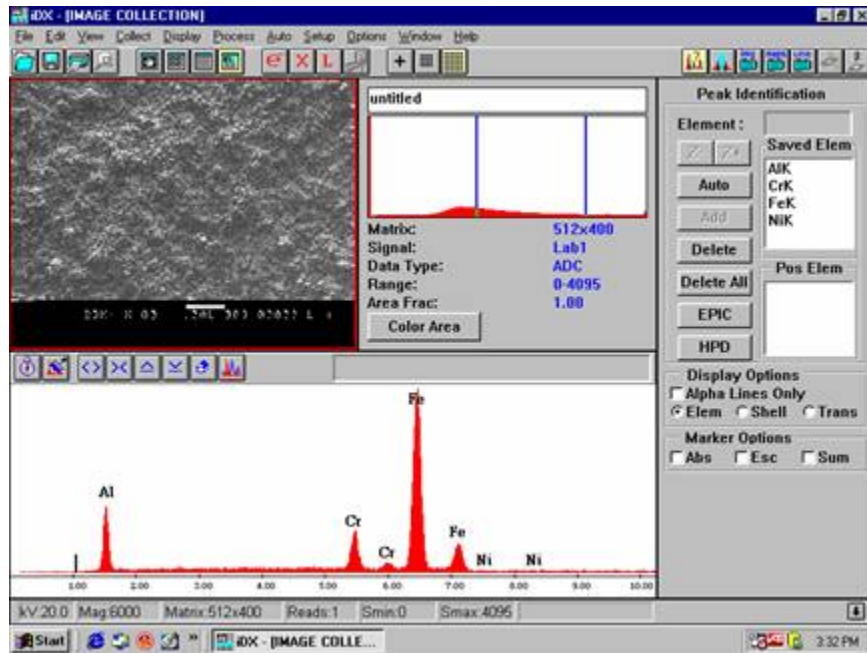 iDX - [IMAGE COLLECTION]
File Edit View Collect Display Process Auto Setup Options Window Help
untitled
Matrix: 512x400
Signal: Lab1
Data Type: ADC
Range: 0-4095
Area Frac: 1.00
Color Area
Peak Identification
Element :
Saved Elem
AlK
CrK
FeK
NiK
Auto
Add
Delete
Delete All
EPIC
HPD
Pos Elem
Display Options
Alpha Lines Only
Elem Shell Trans
Marker Options
Abs Esc Sum
Fe
Al
Cr
Cr
Fe
Ni
Ni
1.00 2.00 3.00 4.00 5.00 6.00 7.00 8.00 9.00 10.00
kV:20.0 Mag:6000 Matrix:512x400 Reads:1 Smin:0 Smax:4095
Start
iDX - [IMAGE COLLE...
3:32 PM